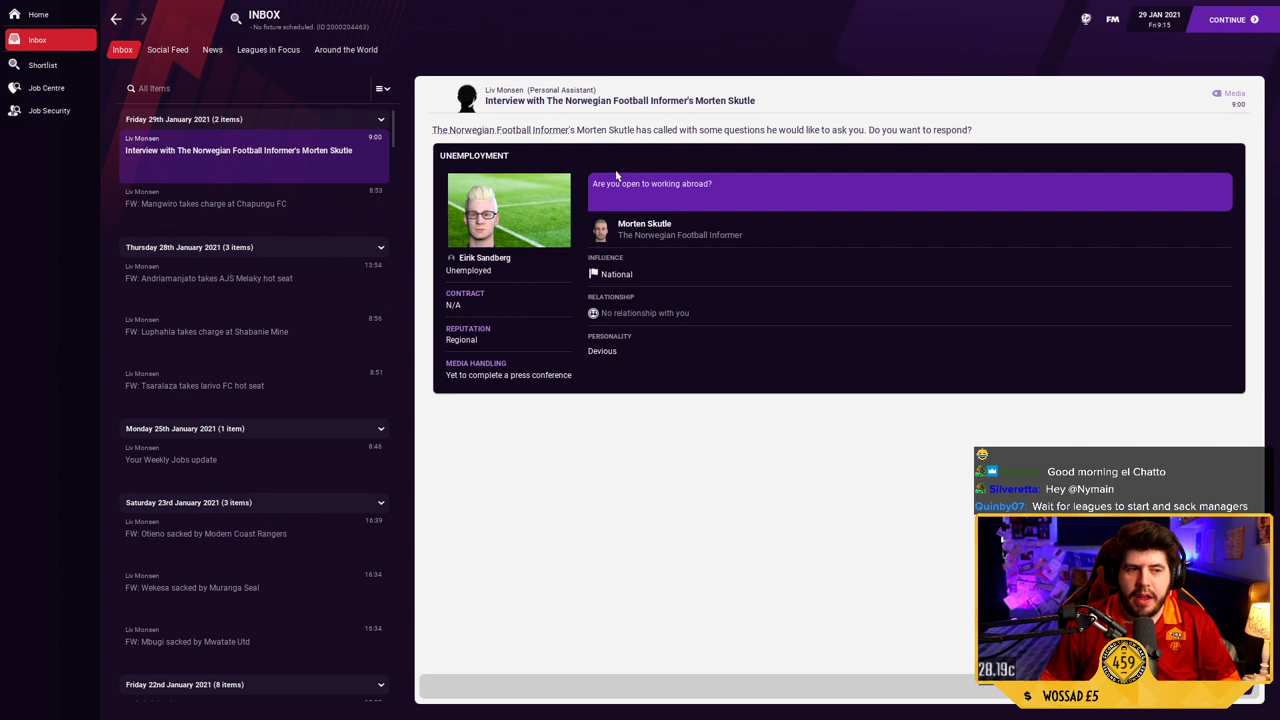 Home
Inbox
Shortlist
Job Centre
Job Security
INBOX
- No fixture scheduled. (ID:2000204463)
FM
29 JAN 2021
Fri 9:15
CONTINUE
Inbox
Social Feed
News
Leagues in Focus
Around the World
All Items
Friday 29th January 2021 (2 items)
Liv Monsen
9:00
Interview with The Norwegian Football Informer's Morten Skutle
Liv Monsen
8:53
FW: Mangwiro takes charge at Chapungu FC
Thursday 28th January 2021 (3 items)
Liv Monsen
13:54
FW: Andriamanjato takes AJS Melaky hot seat
Liv Monsen
8:56
FW: Luphahla takes charge at Shabanie Mine
Liv Monsen
8:51
FW: Tsaralaza takes Iarivo FC hot seat
Monday 25th January 2021 (1 item)
Liv Monsen
8:46
Your Weekly Jobs update
Saturday 23rd January 2021 (3 items)
Liv Monsen
16:39
FW: Otieno sacked by Modern Coast Rangers
Liv Monsen
16:34
FW: Wekesa sacked by Muranga Seal
Liv Monsen
16:34
FW: Mbugi sacked by Mwatate Utd
Friday 22nd January 2021 (8 items)
Liv Monsen (Personal Assistant)
Interview with The Norwegian Football Informer's Morten Skutle
Media
9:00
The Norwegian Football Informer's Morten Skutle has called with some questions he would like to ask you. Do you want to respond?
UNEMPLOYMENT
Eirik Sandberg
Unemployed
CONTRACT
N/A
REPUTATION
Regional
MEDIA HANDLING
Yet to complete a press conference
Are you open to working abroad?
Morten Skutle
The Norwegian Football Informer
INFLUENCE
National
RELATIONSHIP
No relationship with you
PERSONALITY
Devious
Good morning el Chatto
Silveretta: Hey @Nymain
Quinby07: Wait for leagues to start and sack managers
28.19c
459
$ WOSSAD £5